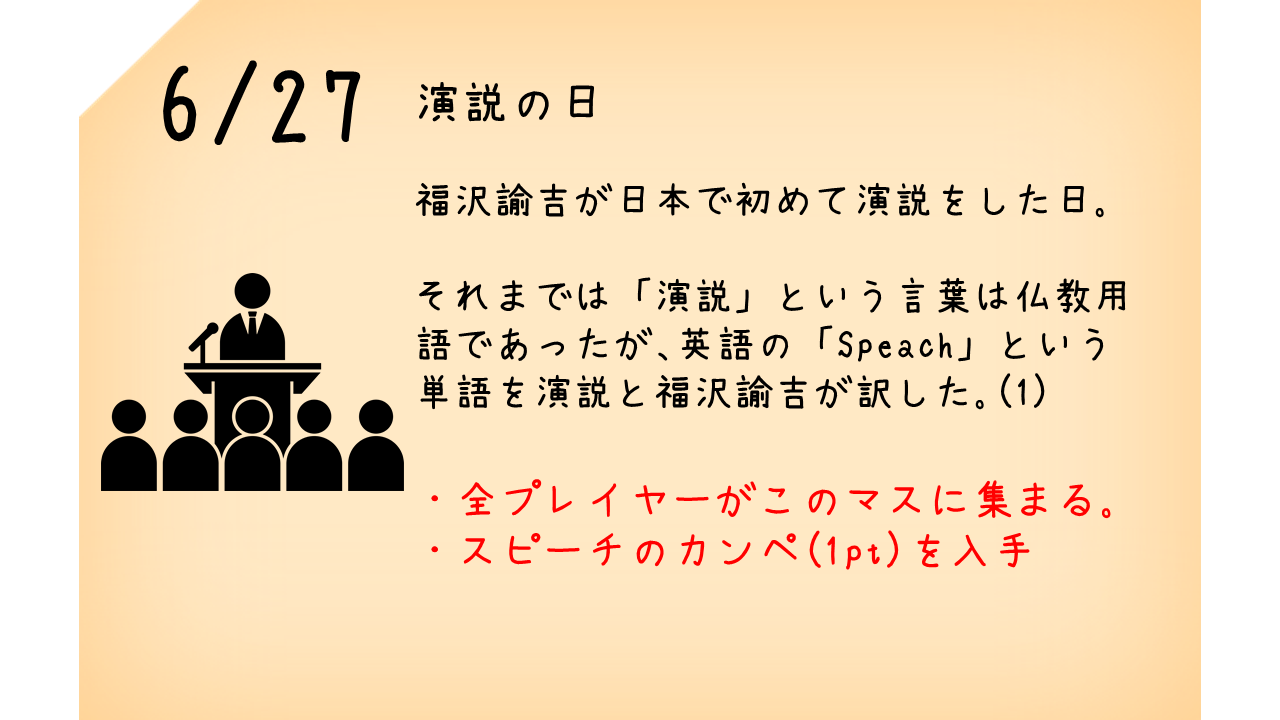 6/27
演説の日
福沢諭吉が日本で初めて演説をした日。
それまでは「演説」という言葉は仏教用
語であったが、英語の「Speach」という
単語を演説と福沢諭吉が訳した。(1)
・全プレイヤーがこのマスに集まる。
・スピーチのカンペ(1pt)を入手